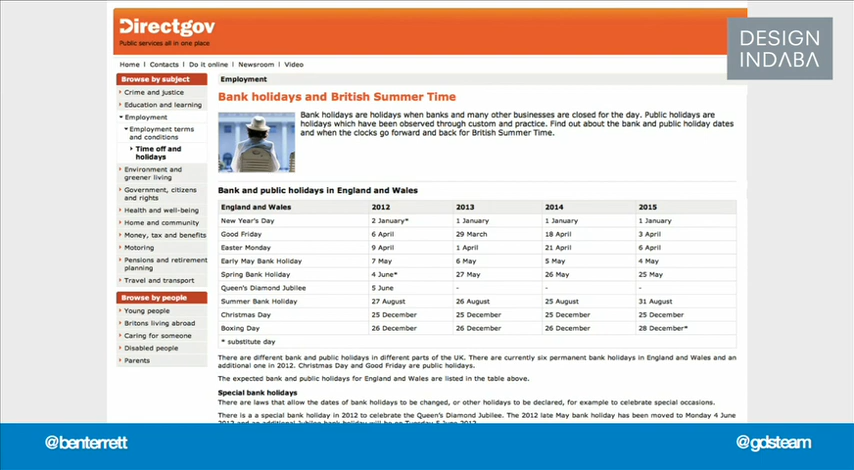 Directgov
Public services all in one place
DESIGN
INDABA
Home | Contacts | Do it online | Newsroom | Video
Browse by subject
Crime and justice
Education and learning
Employment
Employment terms
and conditions
Time off and
holidays
Environment and
greener living
Government, citizens
and rights
Health and well-being
Home and community
Money, tax and benefits
Motoring
Pensions and retirement
planning
Travel and transport
Browse by people
Young people
Britons living abroad
Caring for someone
Disabled people
Parents
Employment
Bank holidays and British Summer Time
Bank holidays are holidays when banks and many other businesses are closed for the day. Public holidays are
holidays which have been observed through custom and practice. Find out about the bank and public holiday dates
and when the clocks go forward and back for British Summer Time.
Bank and public holidays in England and Wales
England and Wales 2012 2013 2014 2015
New Year's Day 2 January* 1 January 1 January 1 January
Good Friday 6 April 29 March 18 April 3 April
Easter Monday 9 April 1 April 21 April 6 April
Early May Bank Holiday 7 May 6 May 5 May 4 May
Spring Bank Holiday 4 June* 27 May 26 May 25 May
Queen's Diamond Jubilee 5 June - - -
Summer Bank Holiday 27 August 26 August 25 August 31 August
Christmas Day 25 December 25 December 25 December 25 December
Boxing Day 26 December 26 December 26 December 28 December*
* substitute day
There are different bank and public holidays in different parts of the UK. There are currently six permanent bank holidays in England and Wales and an
additional one in 2012. Christmas Day and Good Friday are public holidays.
The expected bank and public holidays for England and Wales are listed in the table above.
Special bank holidays
There are laws that allow the dates of bank holidays to be changed, or other holidays to be declared, for example to celebrate special occasions.
There is a a special bank holiday in 2012 to celebrate the Queen's Diamond Jubilee. The 2012 late May bank holiday has been moved to Monday 4 June
@benterrett
@gdsteam